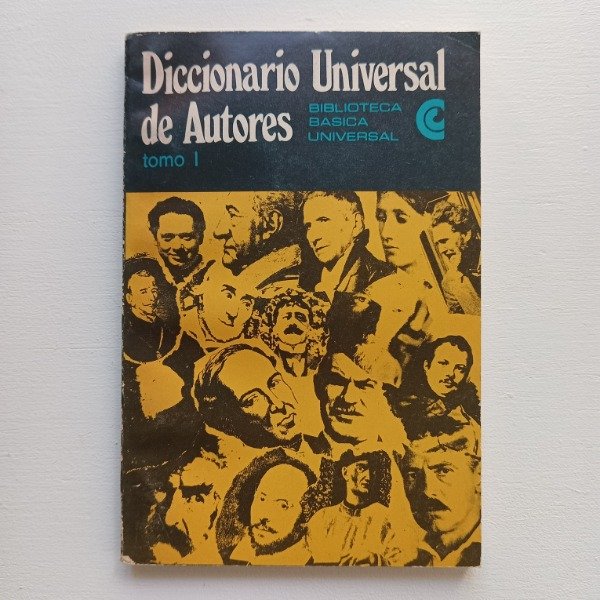 Diccionario Universal
de Autores
BIBLIOTECA
BASICA
UNIVERSAL
tomo 1